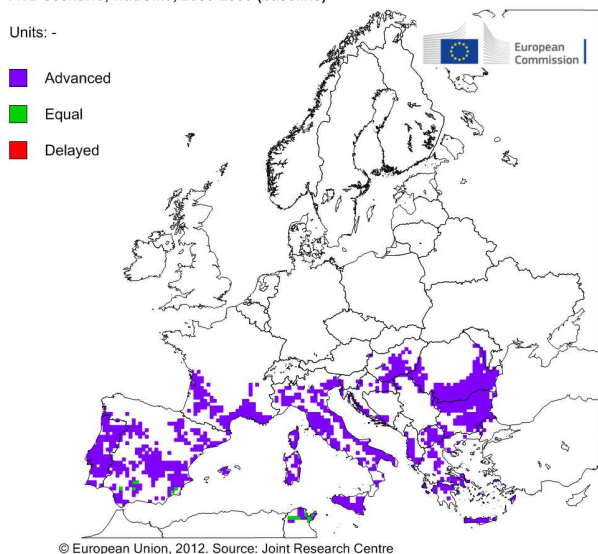 Units: -
European
Commission
Advanced
Equal
Delayed
© European Union, 2012. Source: Joint Research Centre